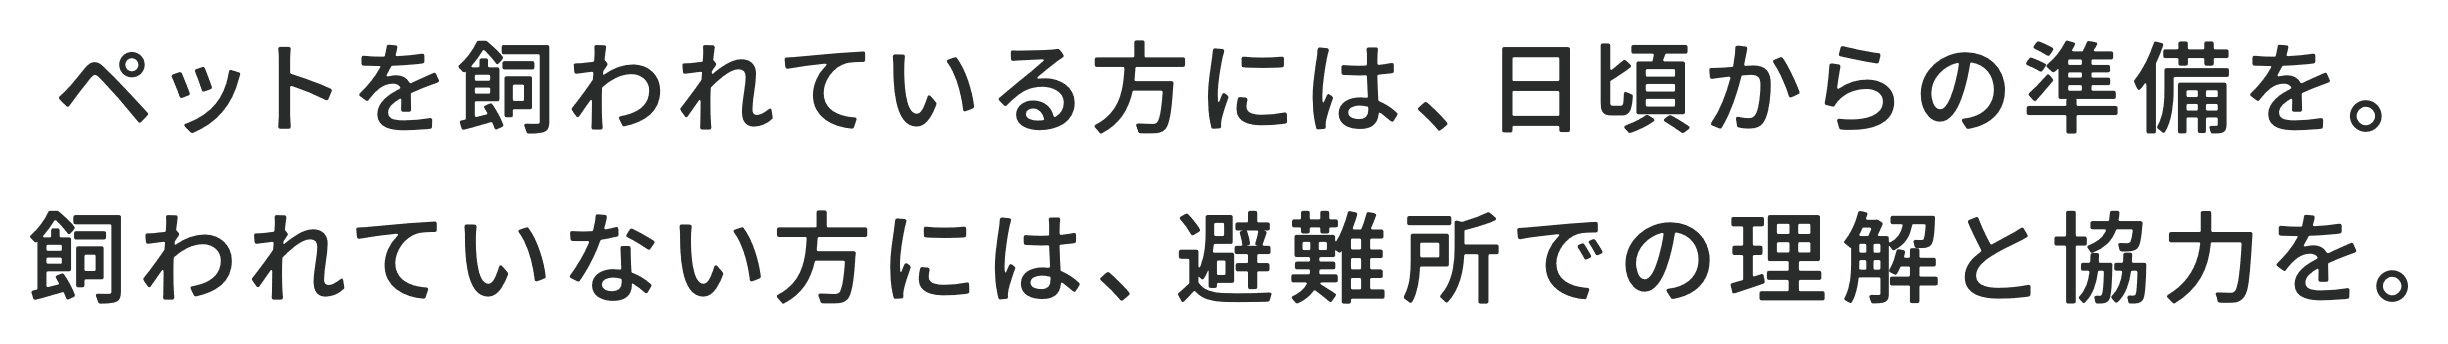 ペットを飼われている方には、日頃からの準備を。
飼われていない方には、避難所での理解と協力を。